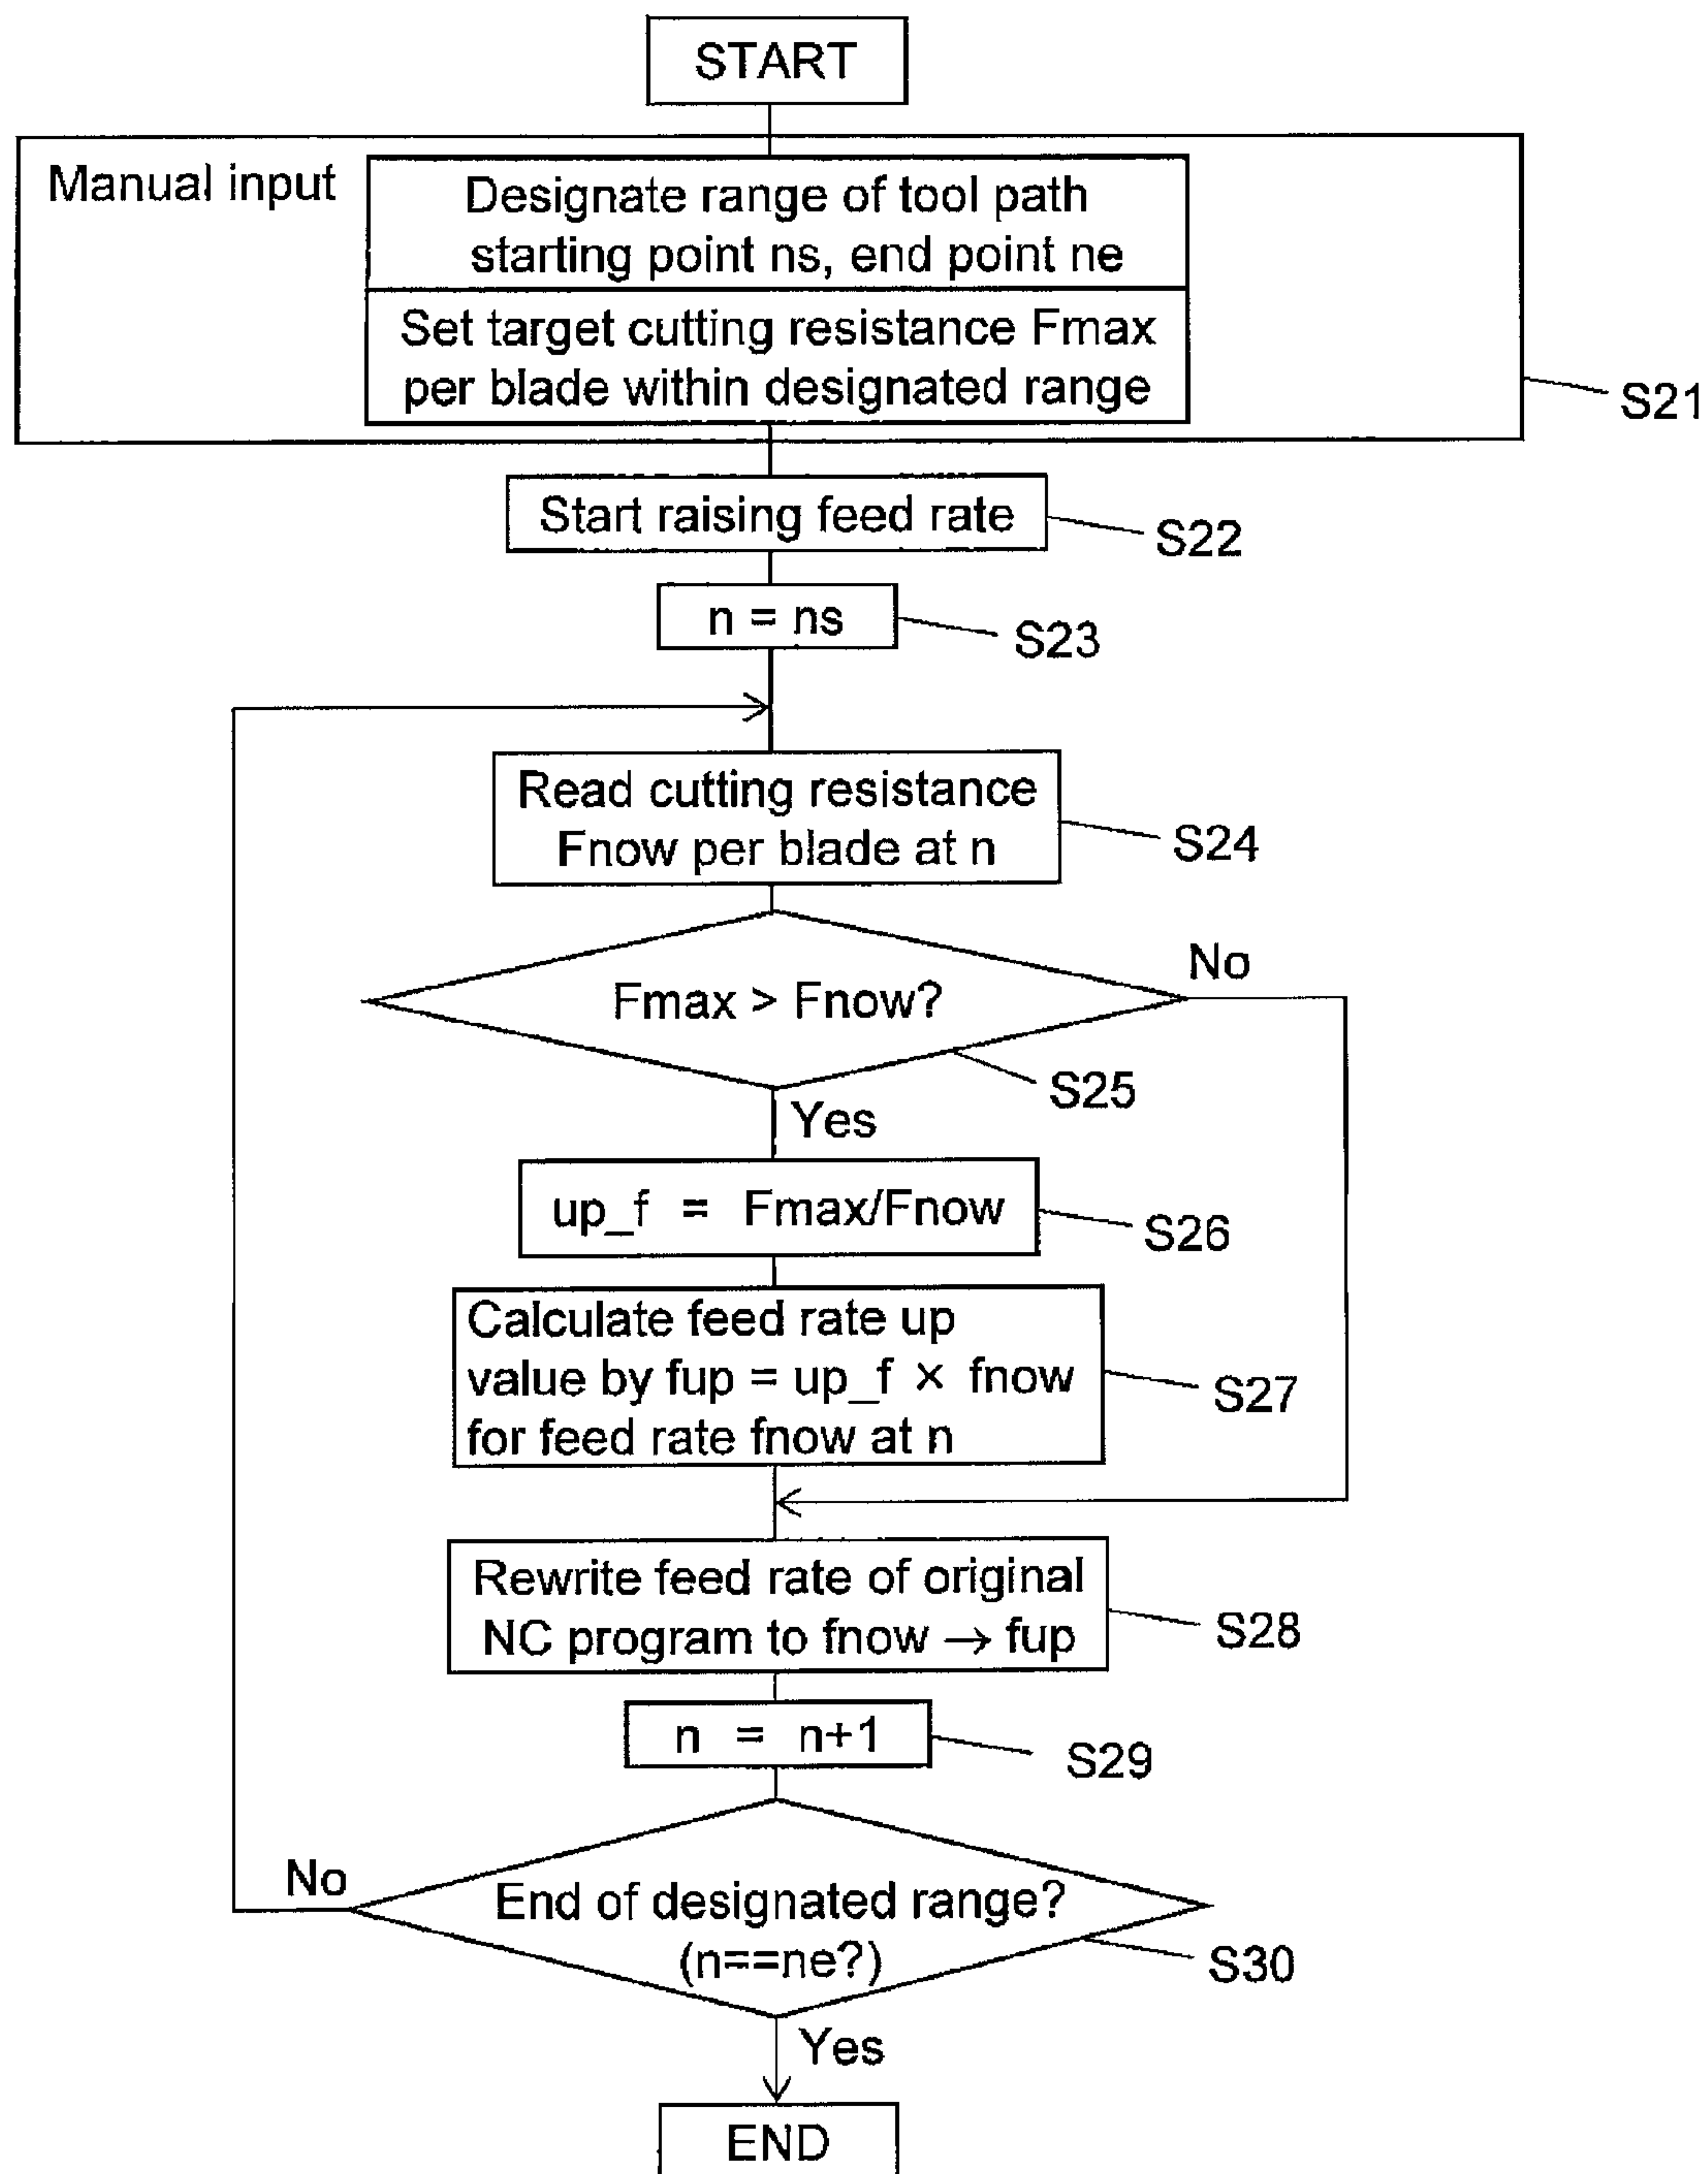 START
Manual input
Designate range of tool path
starting point ns, end point ne
Set target cutting resistance Fmax
per blade within designated range
S21
Start raising feed rate
S22
n = ns
S23
Read cutting resistance
Fnow per blade at n
S24
Fmax > Fnow?
No
S25
Yes
up_f = Fmax/Fnow
S26
Calculate feed rate up
value by fup = up_f × fnow
for feed rate fnow at n
S27
Rewrite feed rate of original
NC program to fnow → fup
S28
n = n+1
S29
No
End of designated range?
(n==ne?)
S30
Yes
END